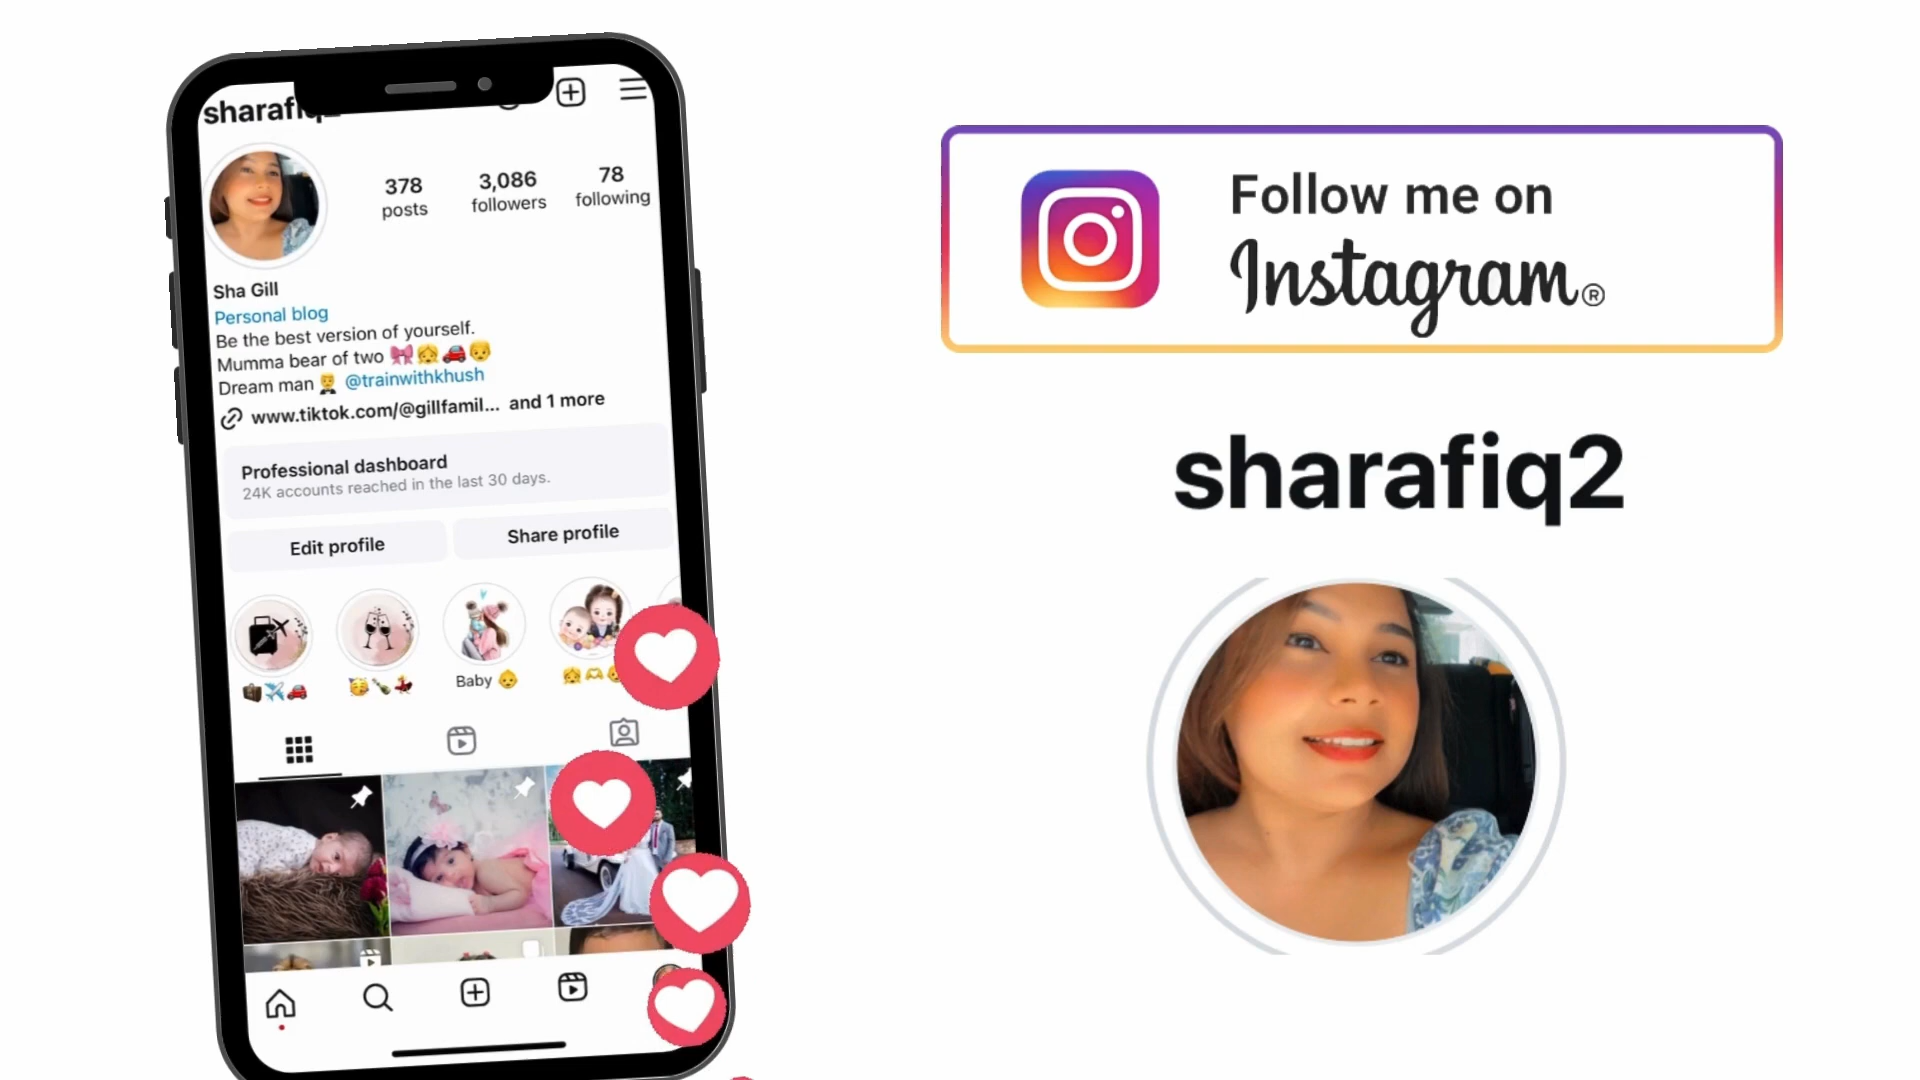 sharafiq2
378
posts
3,086
followers
78
following
Sha Gill
Personal blog
Be the best version of yourself.
Mumma bear of two 🎀👧🚗👦
Dream man 🤵 @trainwithkhush
www.tiktok.com/@gillfamil... and 1 more
Professional dashboard
24K accounts reached in the last 30 days.
Edit profile
Share profile
Baby 👶
Follow me on
Instagram®
sharafiq2